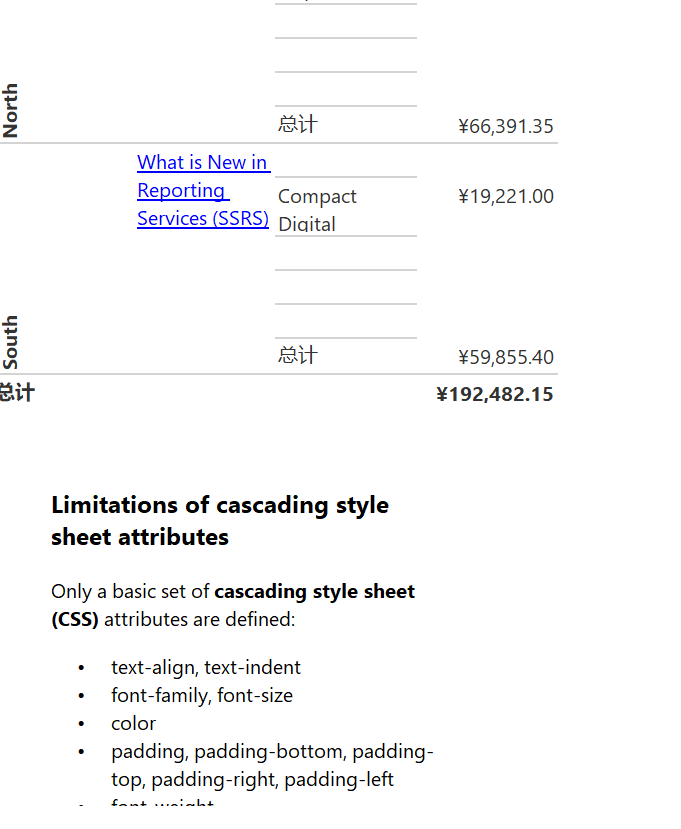 North
总计 ¥66,391.35
What is New in
Reporting
Services (SSRS)
Compact
Digital
¥19,221.00
South
总计 ¥59,855.40
总计 ¥192,482.15
Limitations of cascading style
sheet attributes
Only a basic set of cascading style sheet
(CSS) attributes are defined:
• text-align, text-indent
• font-family, font-size
• color
• padding, padding-bottom, padding-
top, padding-right, padding-left
• font-weight